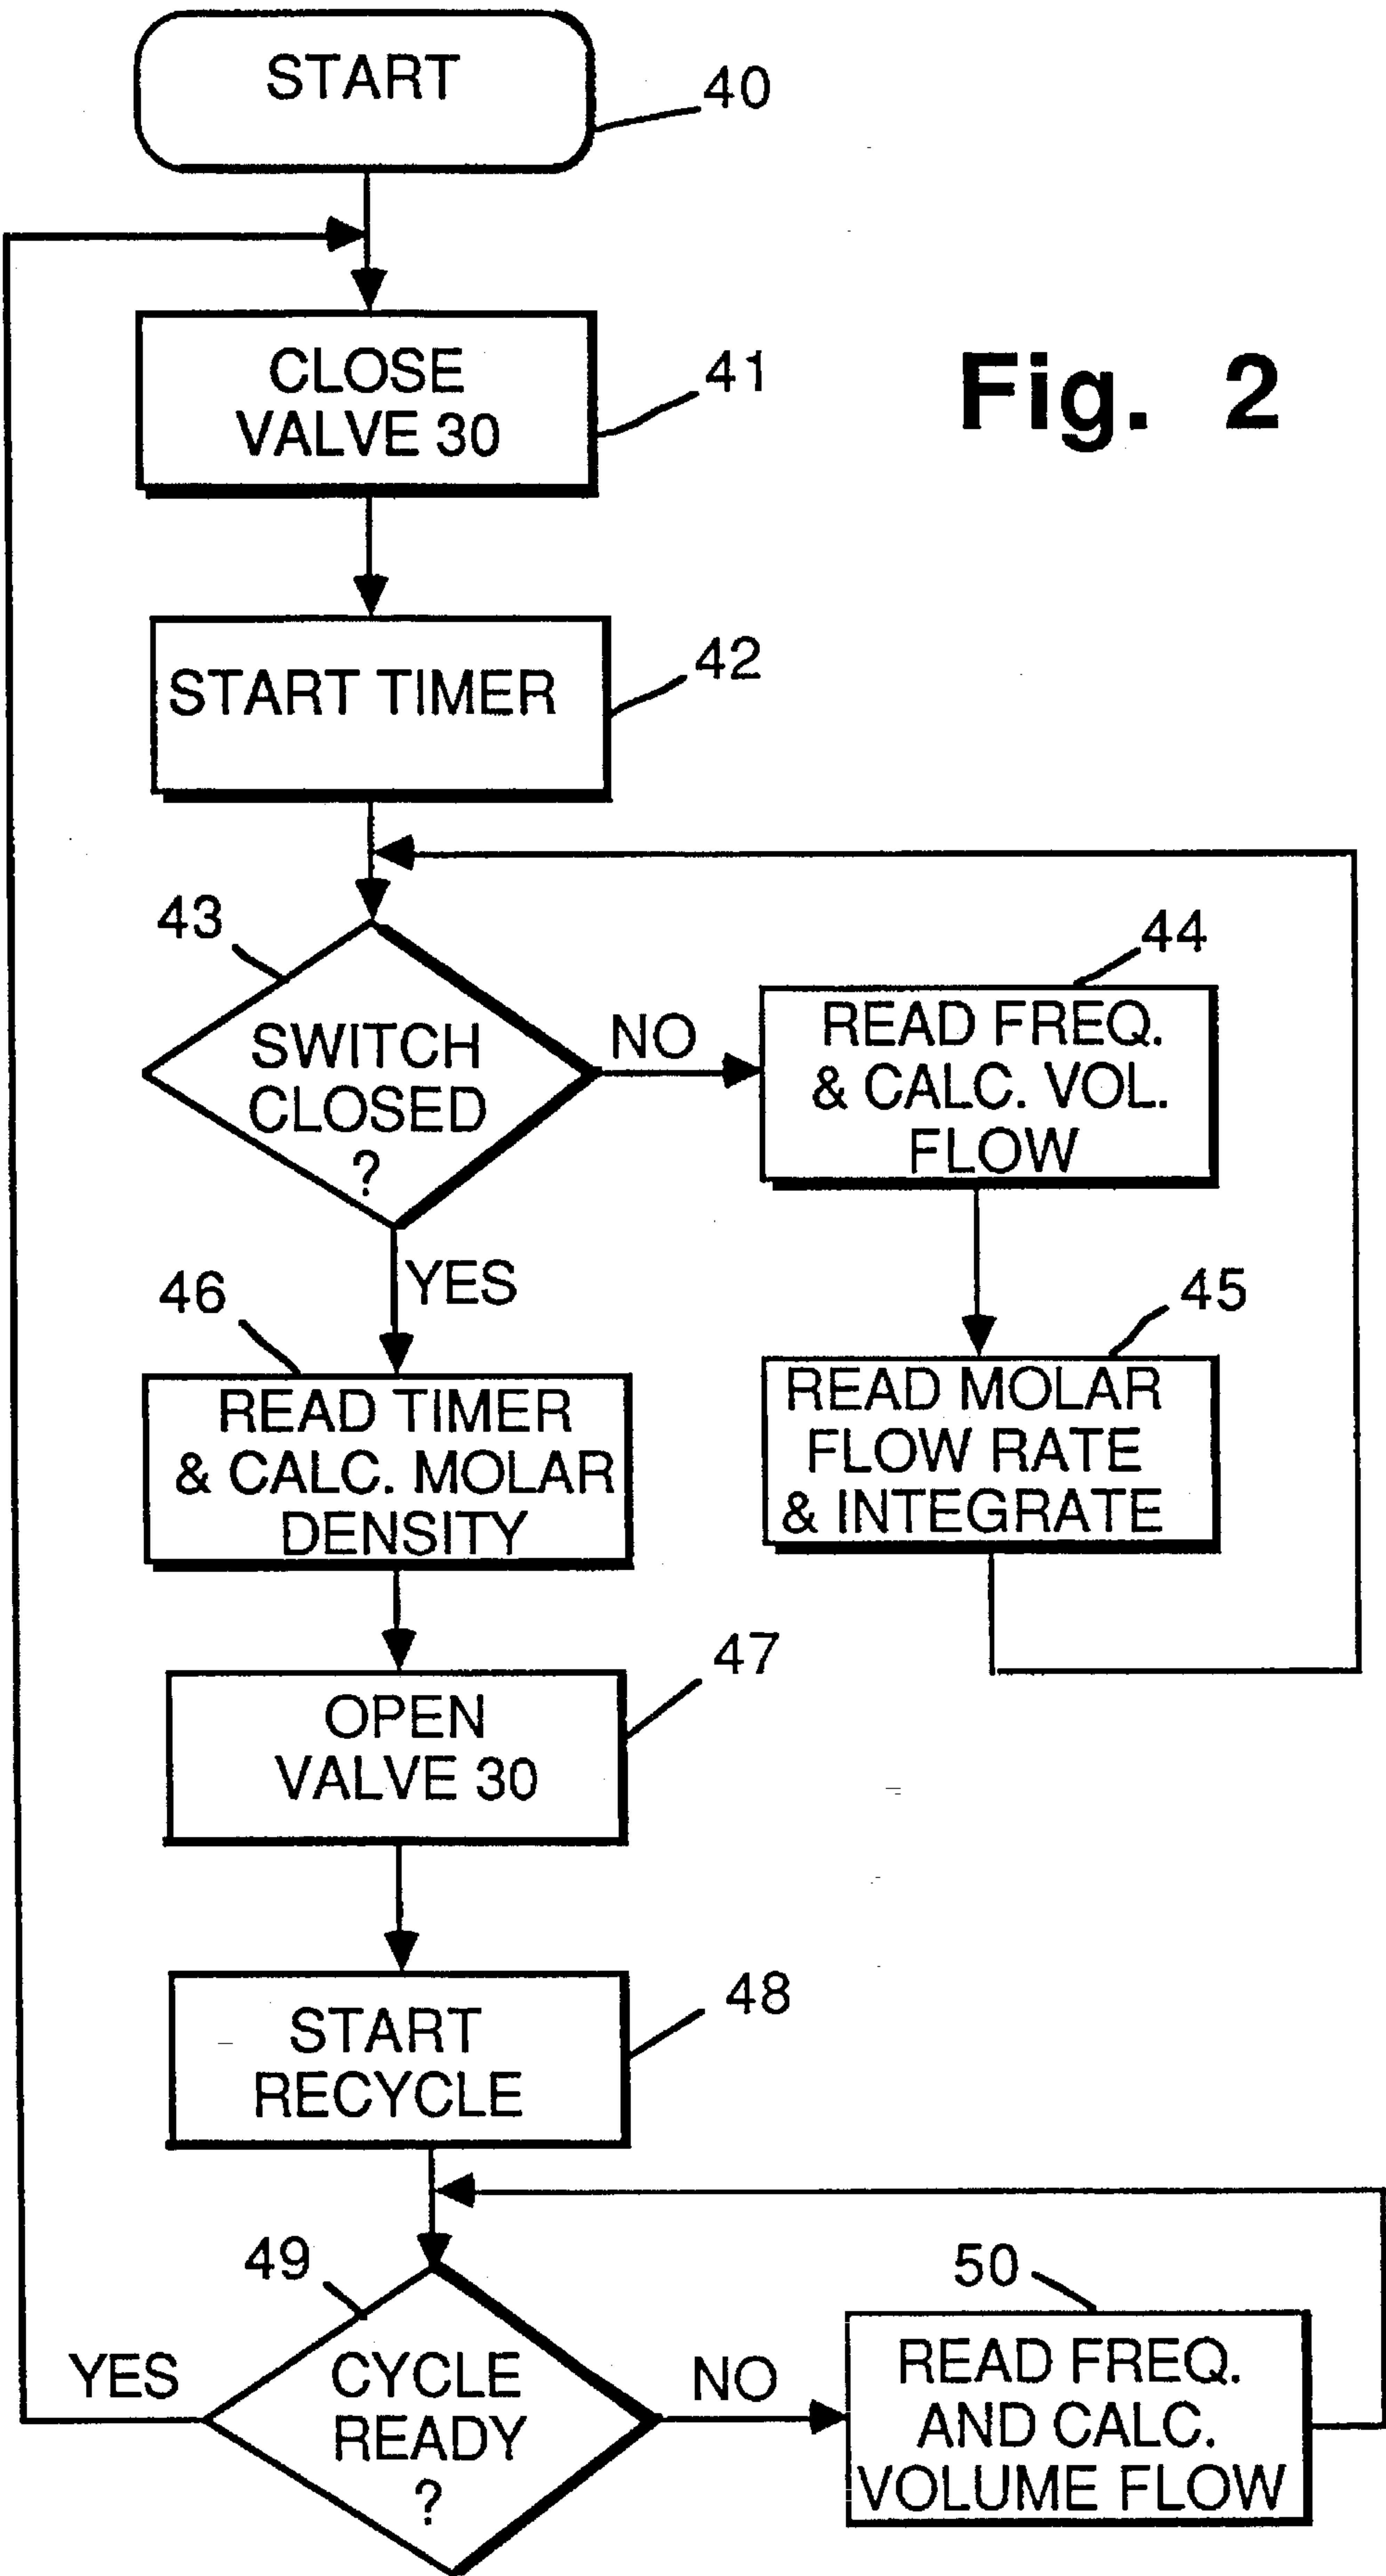 START
40
CLOSE
VALVE 30
41
Fig. 2
START TIMER
42
43
SWITCH
CLOSED
?
NO
44
READ FREQ.
& CALC. VOL.
FLOW
YES
45
READ MOLAR
FLOW RATE
& INTEGRATE
46
READ TIMER
& CALC. MOLAR
DENSITY
47
OPEN
VALVE 30
48
START
RECYCLE
49
CYCLE
READY
?
YES
NO
50
READ FREQ.
AND CALC.
VOLUME FLOW